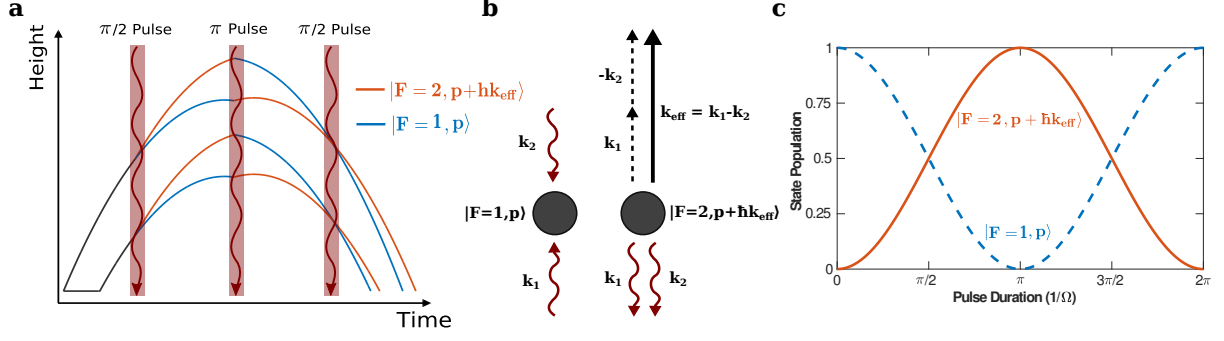 a
π/2 Pulse
π Pulse
π/2 Pulse
Height
|F = 2, p+hk_eff⟩
|F = 1, p⟩
Time
b
-k₂
k₁
k_eff = k₁-k₂
k₂
|F=1,p⟩
|F=2,p+ħk_eff⟩
k₁
k₁
k₂
c
State Population
1
0.75
0.5
0.25
0
|F = 2, p + ħk_eff⟩
|F = 1, p⟩
0
π/2
π
3π/2
2π
Pulse Duration (1/Ω)